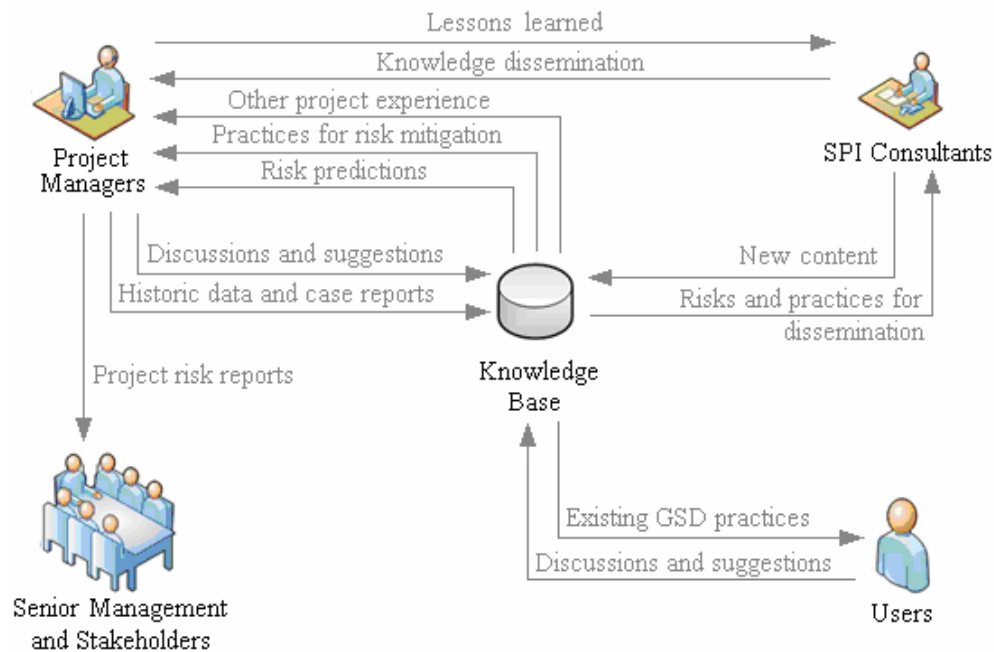 Lessons learned
Knowledge dissemination
Other project experience
Practices for risk mitigation
Risk predictions
Project
Managers
SPI Consultants
Discussions and suggestions
Historic data and case reports
New content
Risks and practices for
dissemination
Knowledge
Base
Project risk reports
Existing GSD practices
Discussions and suggestions
Senior Management
and Stakeholders
Users